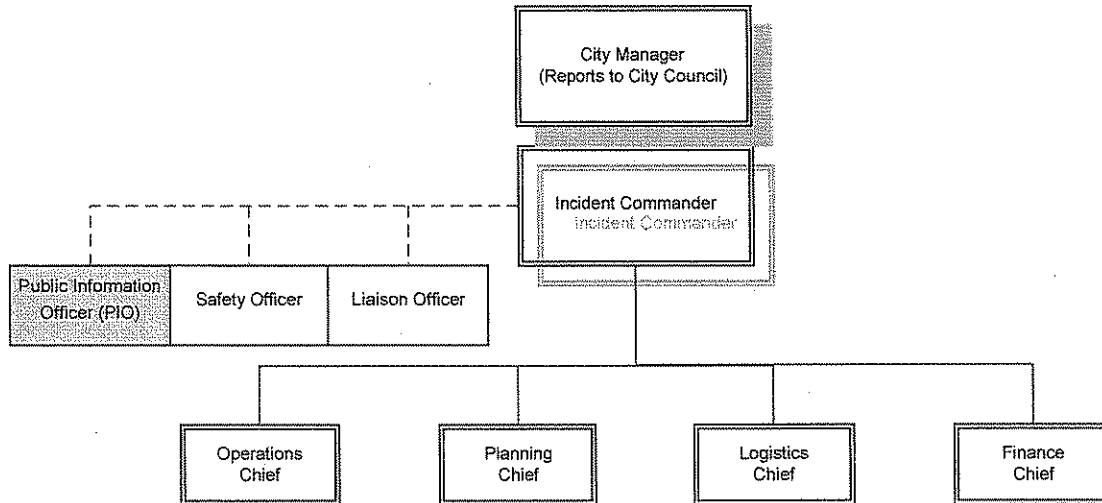 City Manager
(Reports to City Council)
Incident Commander
Incident Commander
Public Information
Officer (PIO)
Safety Officer
Liaison Officer
Operations
Chief
Planning
Chief
Logistics
Chief
Finance
Chief